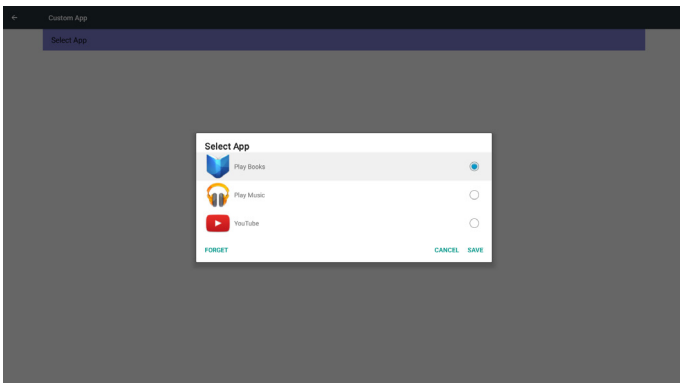 Custom App
Select App
Select App
Play Books
Play Music
YouTube
FORGET CANCEL SAVE